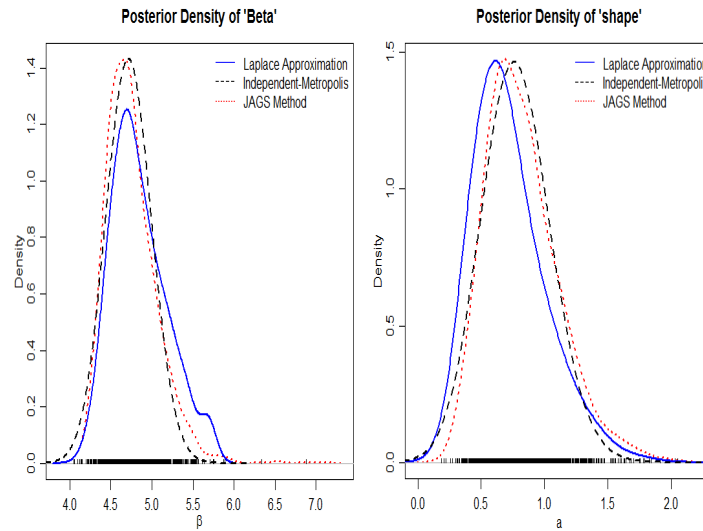 Posterior Density of 'Beta'
Laplace Approximation
Independent-Metropolis
JAGS Method
Density
0.0 0.2 0.4 0.6 0.8 1.0 1.2 1.4
4.0 4.5 5.0 5.5 6.0 6.5 7.0
β
Posterior Density of 'shape'
Laplace Approximation
Independent-Metropolis
JAGS Method
Density
0.0 0.5 1.0 1.5
0.0 0.5 1.0 1.5 2.0
a